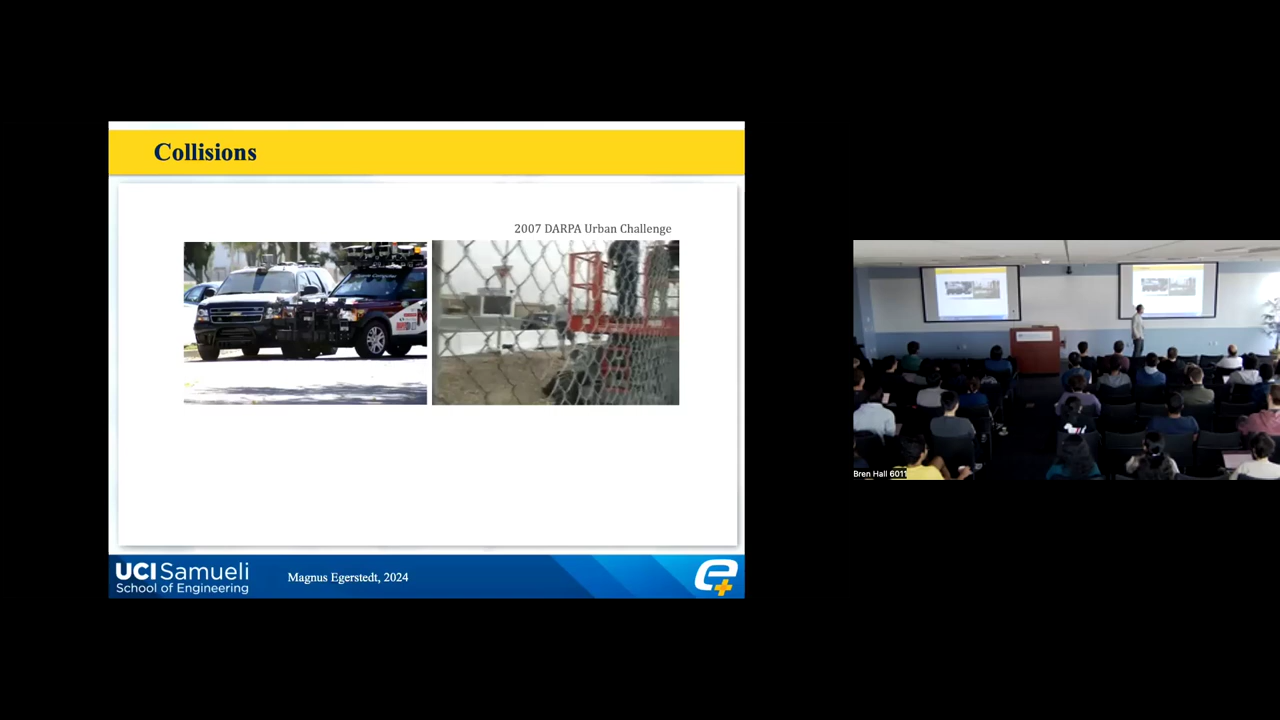 Collisions
2007 DARPA Urban Challenge
UCI Samueli
School of Engineering
Magnus Egerstedt, 2024
e+
Bren Hall 6011